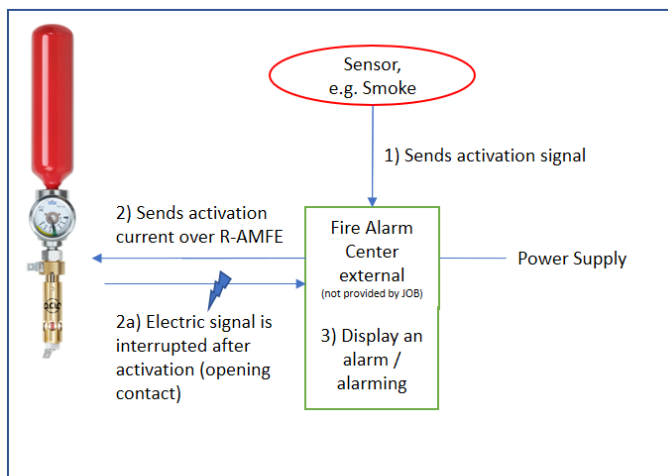 Sensor,
e.g. Smoke
1) Sends activation signal
2) Sends activation
current over R-AMFE
Fire Alarm
Center
external
(not provided by JOB)
Power Supply
2a) Electric signal is
interrupted after
activation (opening
contact)
3) Display an
alarm /
alarming